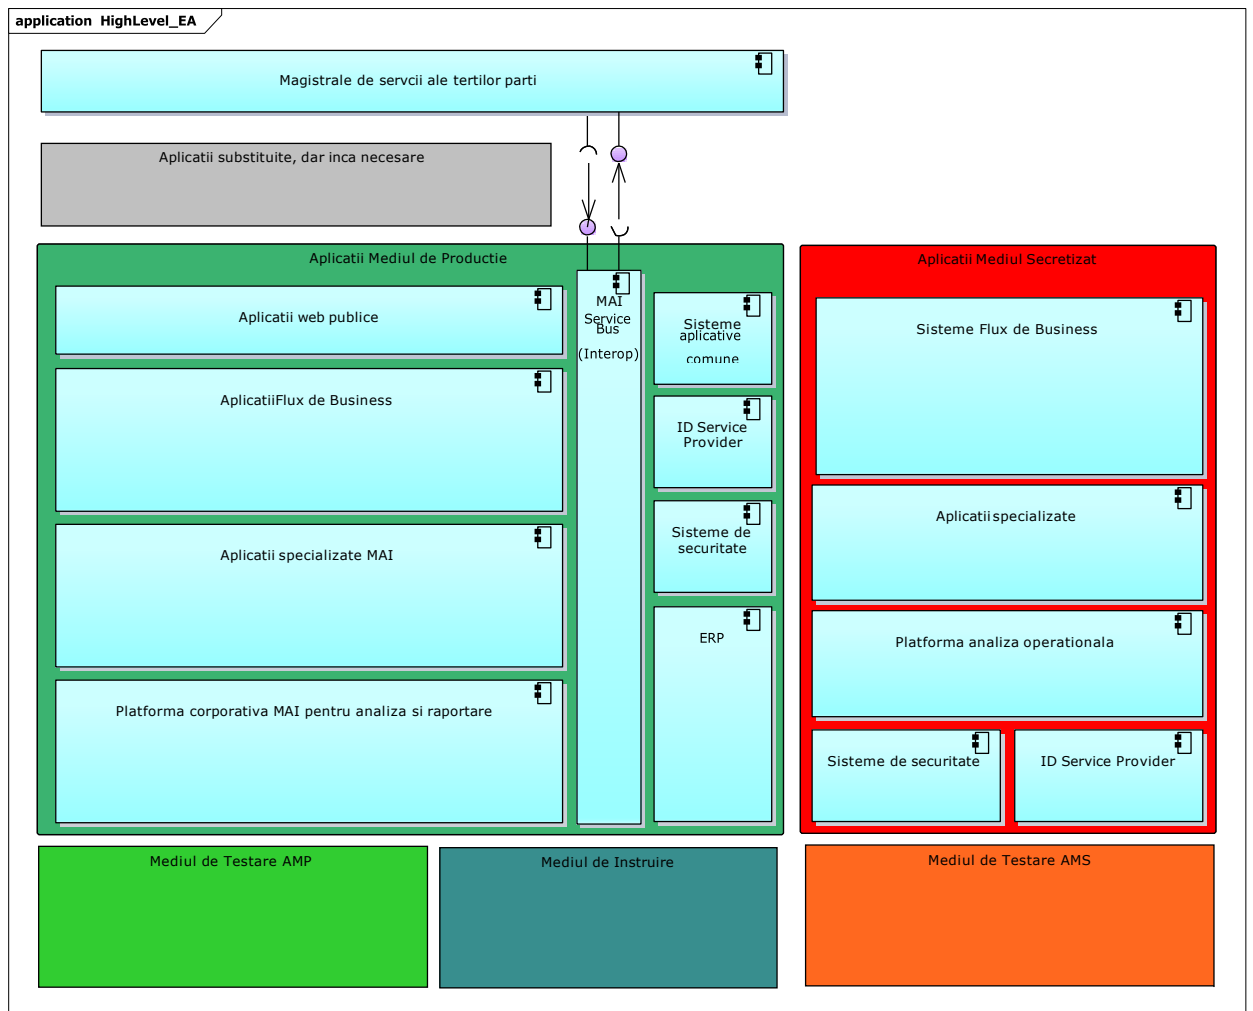 application HighLevel_EA
Magistrale de servcii ale tertilor parti
Aplicatii substituite, dar inca necesare
Aplicatii Mediul de Productie
Aplicatii web publice
AplicatiiFlux de Business
Aplicatii specializate MAI
Platforma corporativa MAI pentru analiza si raportare
MAI
Service
Bus
(Interop)
Sisteme
aplicative
comune
ID Service
Provider
Sisteme de
securitate
ERP
Aplicatii Mediul Secretizat
Sisteme Flux de Business
Aplicatii specializate
Platforma analiza operationala
Sisteme de securitate
ID Service Provider
Mediul de Testare AMP
Mediul de Instruire
Mediul de Testare AMS